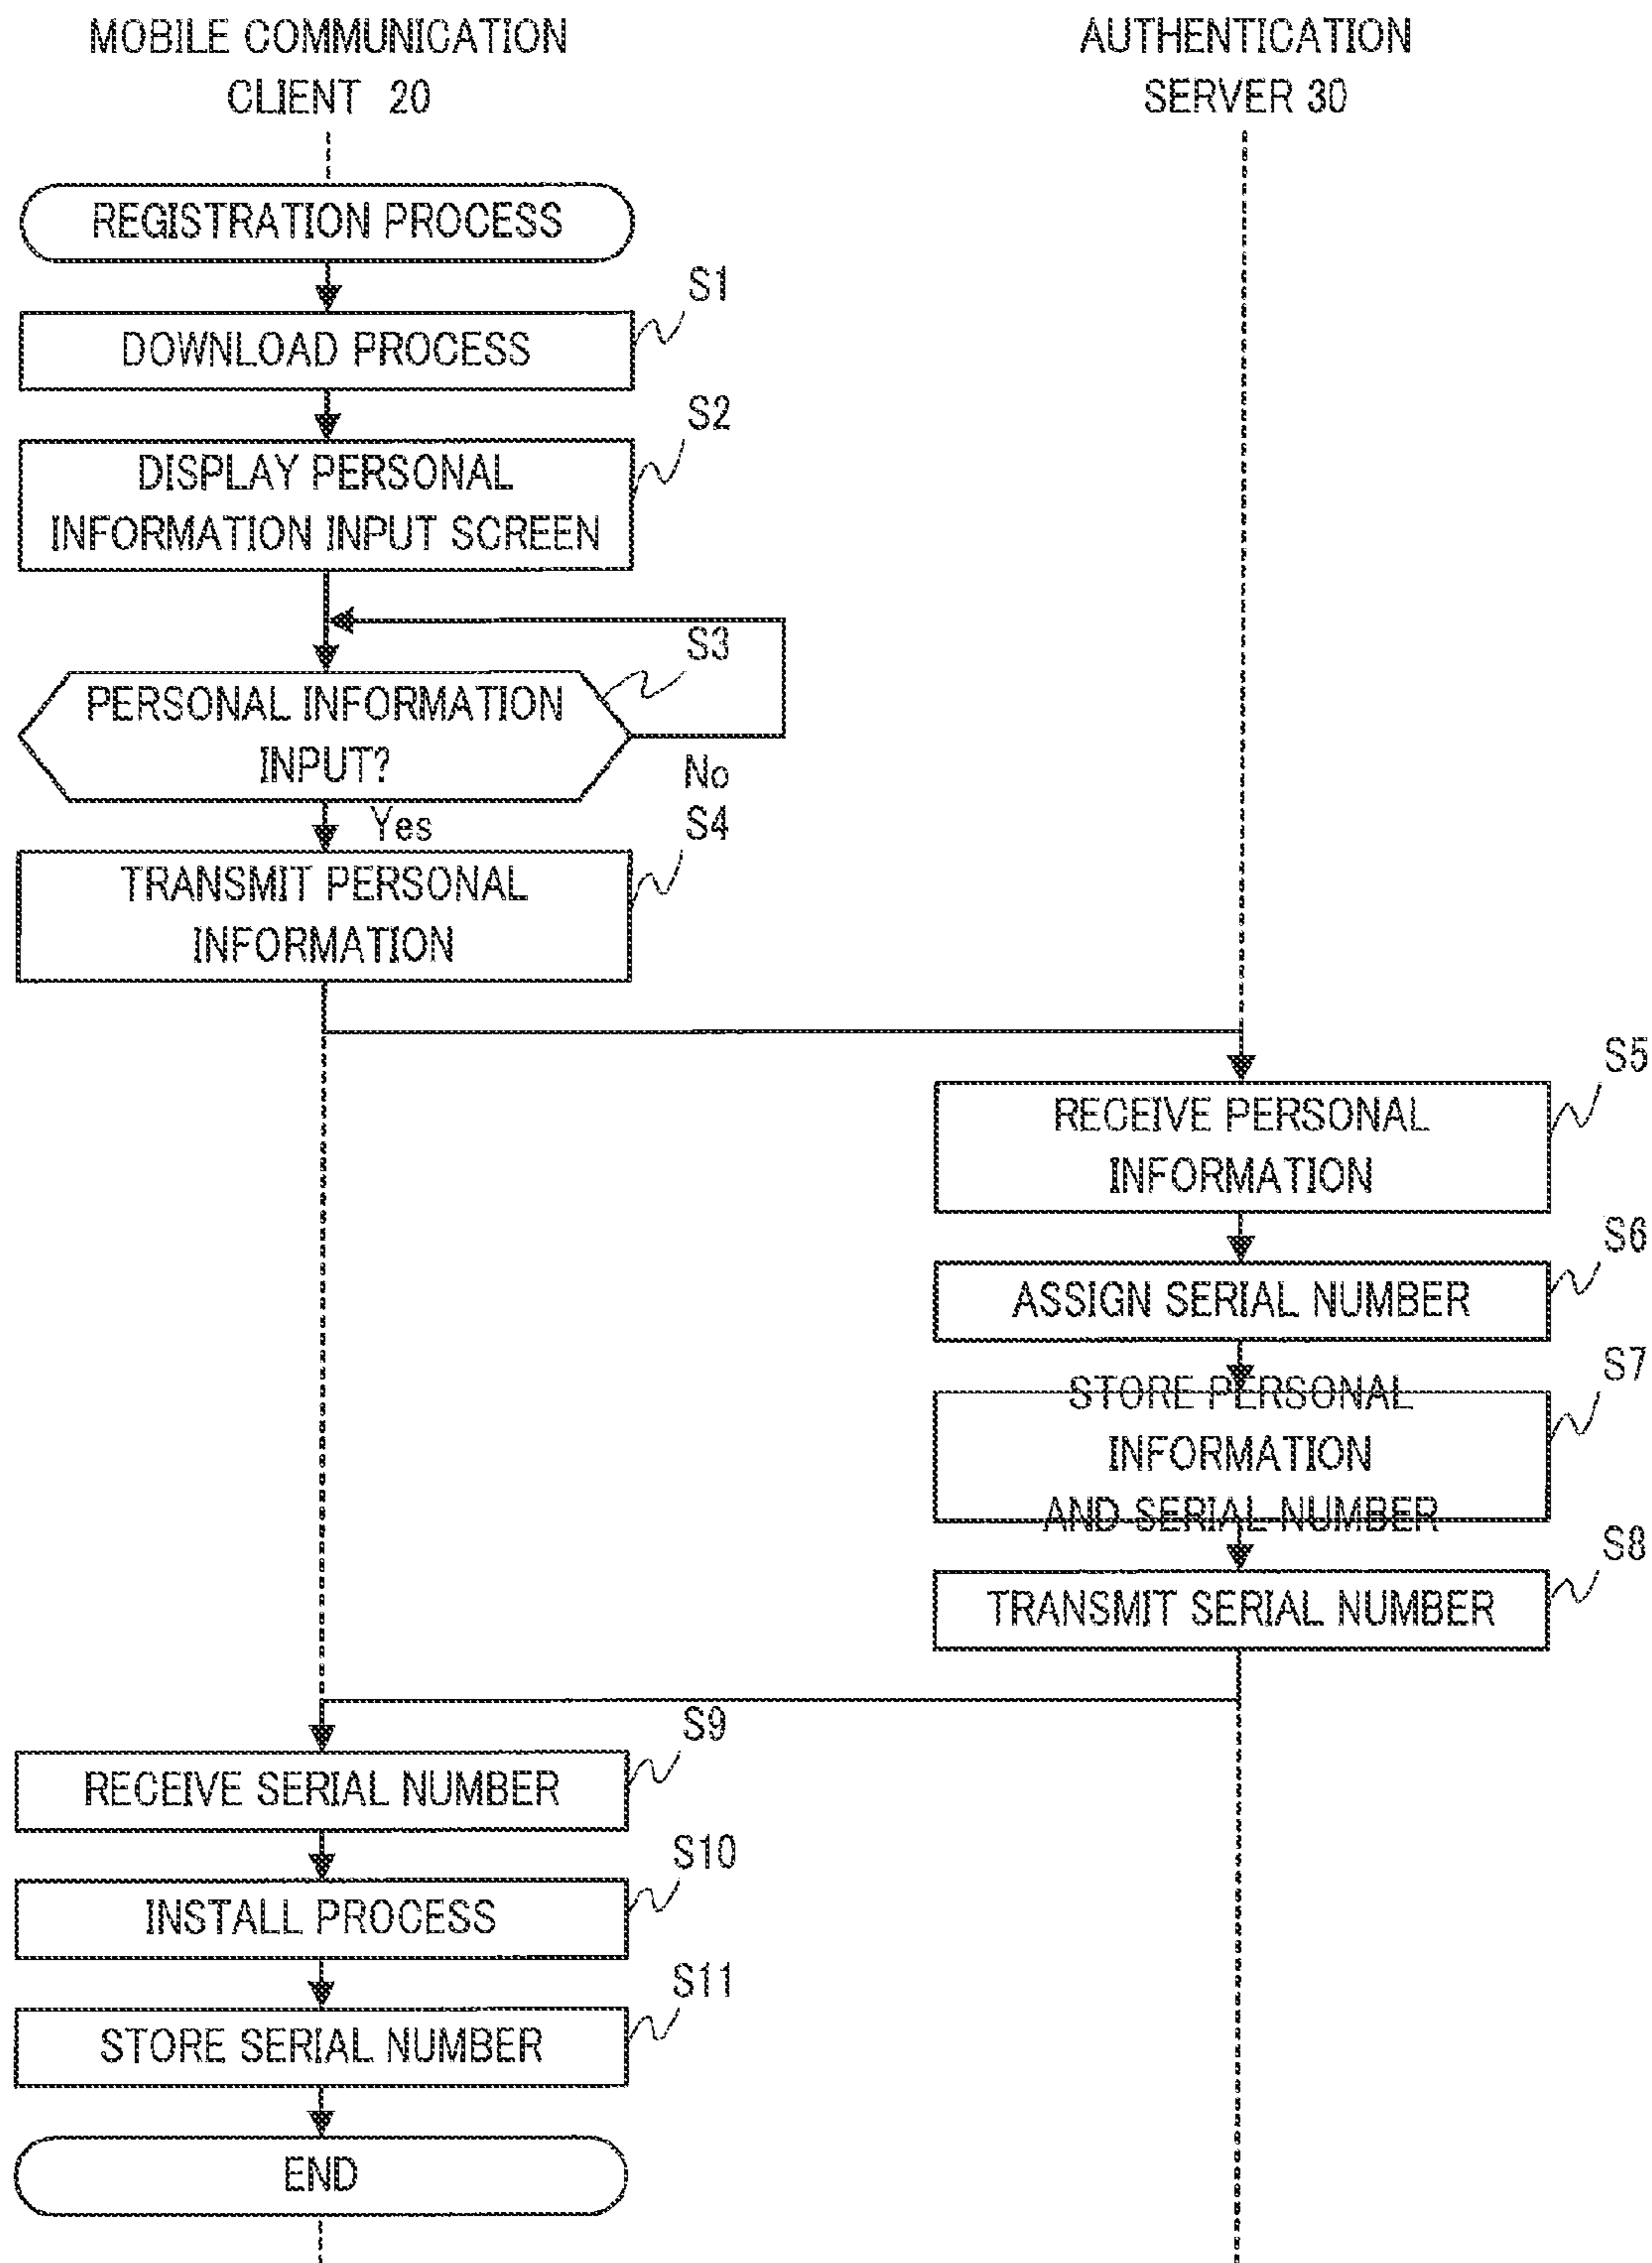 MOBILE COMMUNICATION
CLIENT 20
AUTHENTICATION
SERVER 30
REGISTRATION PROCESS
S1
DOWNLOAD PROCESS
S2
DISPLAY PERSONAL
INFORMATION INPUT SCREEN
S3
PERSONAL INFORMATION
INPUT?
No
Yes
S4
TRANSMIT PERSONAL
INFORMATION
S5
RECEIVE PERSONAL
INFORMATION
S6
ASSIGN SERIAL NUMBER
S7
STORE PERSONAL
INFORMATION
AND SERIAL NUMBER
S8
TRANSMIT SERIAL NUMBER
S9
RECEIVE SERIAL NUMBER
S10
INSTALL PROCESS
S11
STORE SERIAL NUMBER
END